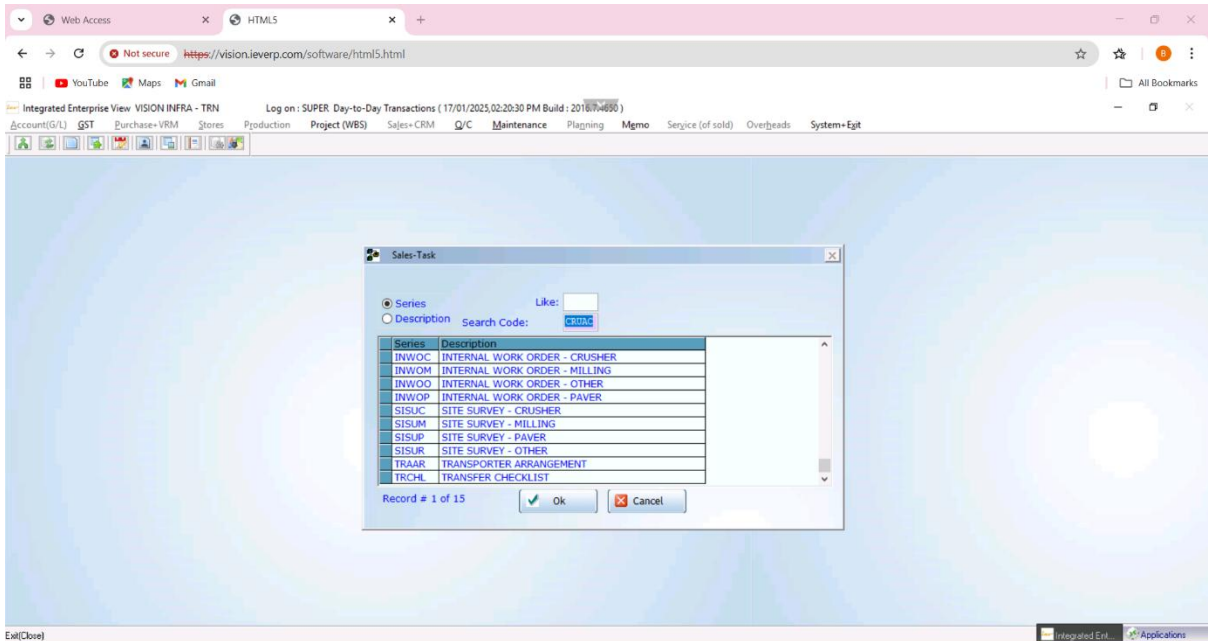 Web Access
HTML5
Not secure https://vision.ieverp.com/software/html5.html
B
YouTube Maps Gmail
All Bookmarks
Integrated Enterprise View VISION INFRA - TRN Log on : SUPER Day-to-Day Transactions ( 17/01/2025,02:20:30 PM Build : 2016.7.4650 )
Account(G/L) GST Purchase+VRM Stores Production Project (WBS) Sales+CRM Q/C Maintenance Planning Memo Service (of sold) Overheads System+Exit
Sales-Task
Series Like:
Description Search Code: CRUAC
Series Description
INWOC INTERNAL WORK ORDER - CRUSHER
INWOM INTERNAL WORK ORDER - MILLING
INWOO INTERNAL WORK ORDER - OTHER
INWOP INTERNAL WORK ORDER - PAVER
SISUC SITE SURVEY - CRUSHER
SISUM SITE SURVEY - MILLING
SISUP SITE SURVEY - PAVER
SISUR SITE SURVEY - OTHER
TRAAR TRANSPORTER ARRANGEMENT
TRCHL TRANSFER CHECKLIST
Record # 1 of 15 Ok Cancel
Exit(Close) Integrated Ent... Applications